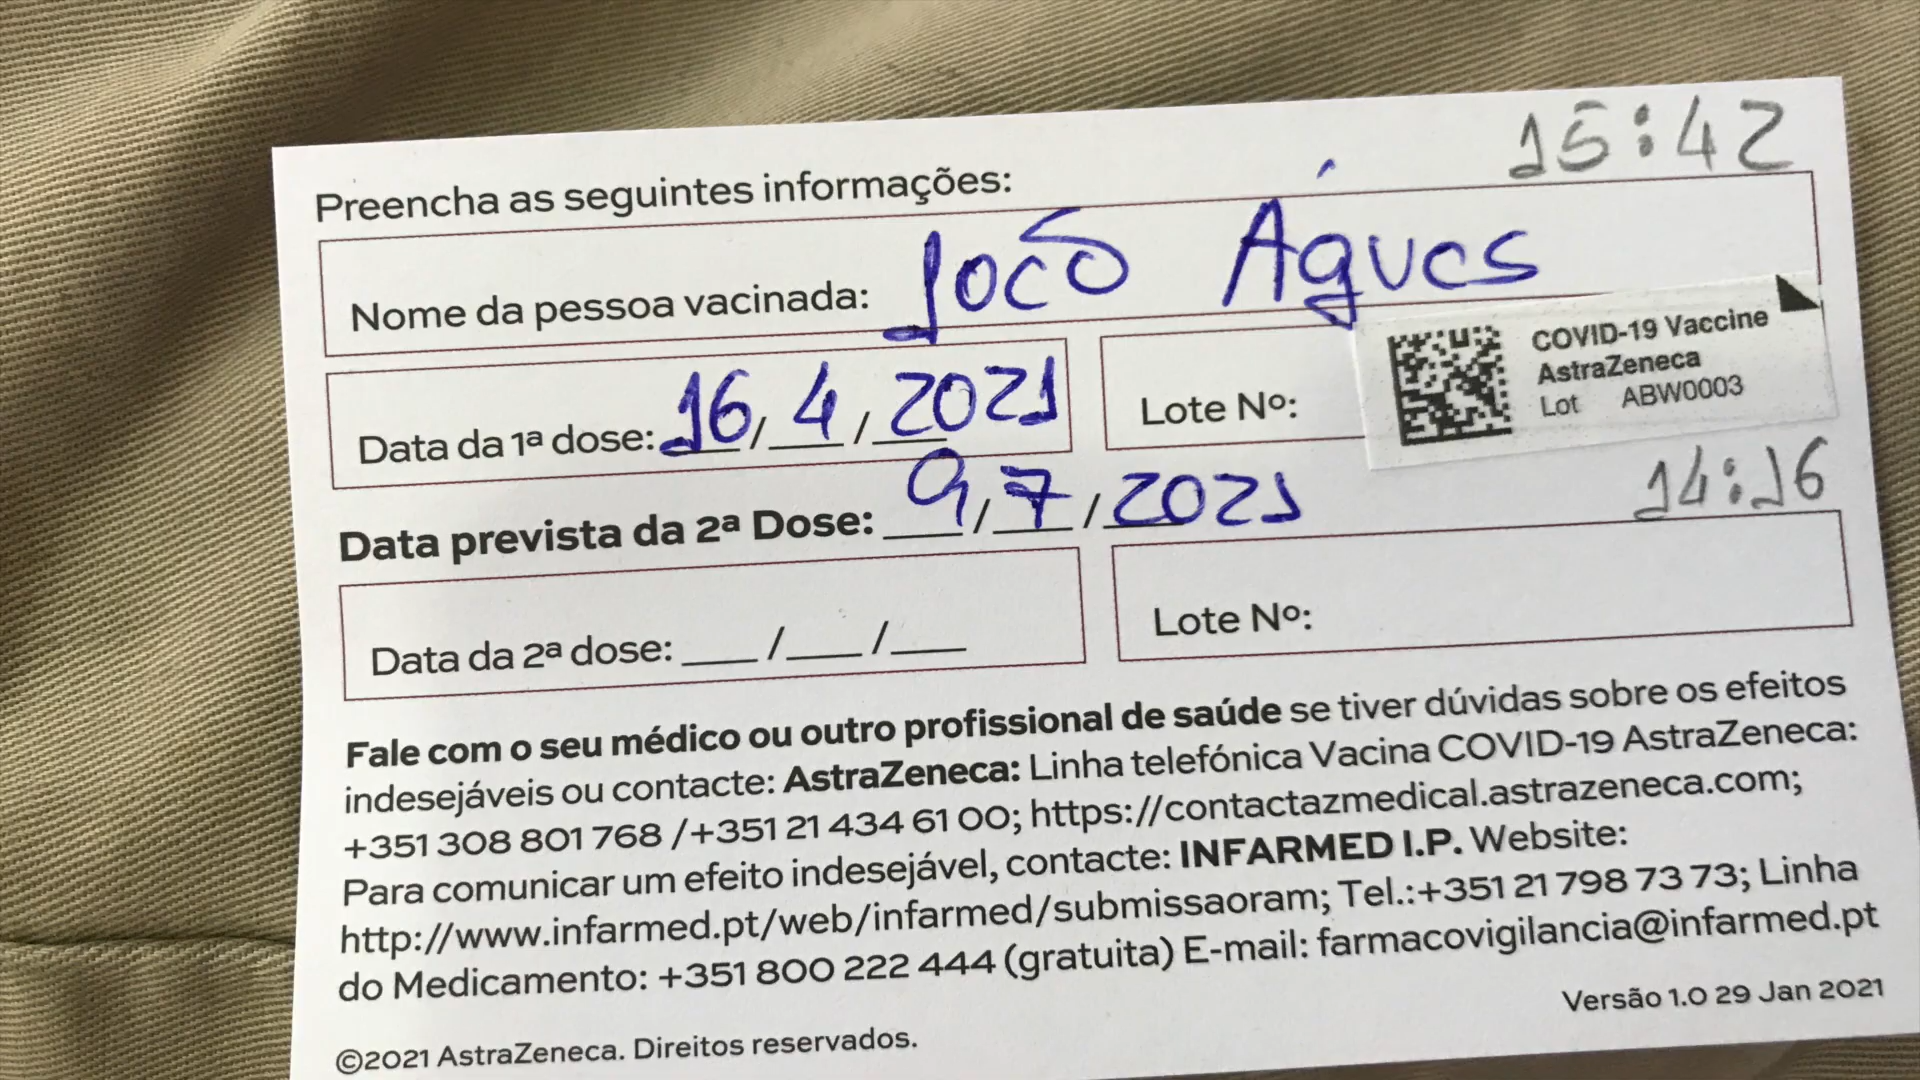 15:42
Preencha as seguintes informações:
Nome da pessoa vacinada: João Águas
COVID-19 Vaccine
AstraZeneca
Lot ABW0003
Data da 1ª dose: 16/4/2021 Lote Nº:
14:16
Data prevista da 2ª Dose: 9/7/2021
Data da 2ª dose: ___/___/___ Lote Nº:
Fale com o seu médico ou outro profissional de saúde se tiver dúvidas sobre os efeitos
indesejáveis ou contacte: AstraZeneca: Linha telefónica Vacina COVID-19 AstraZeneca:
+351 308 801 768 /+351 21 434 61 00; https://contactazmedical.astrazeneca.com;
Para comunicar um efeito indesejável, contacte: INFARMED I.P. Website:
http://www.infarmed.pt/web/infarmed/submissaoram; Tel.:+351 21 798 73 73; Linha
do Medicamento: +351 800 222 444 (gratuita) E-mail: farmacovigilancia@infarmed.pt
Versão 1.0 29 Jan 2021
©2021 AstraZeneca. Direitos reservados.